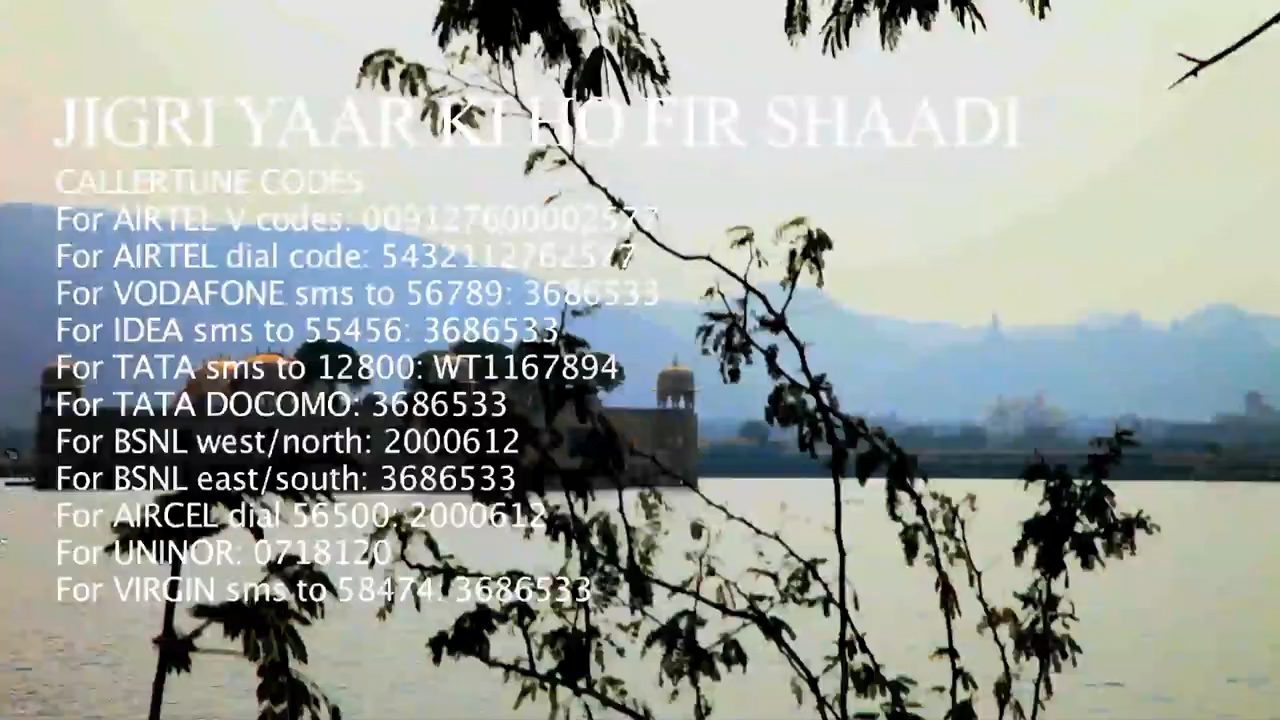 JIGRI YAAR KI HO FIR SHAADI
CALLERTUNE CODES
For AIRTEL V codes: 009127600002577
For AIRTEL dial code: 5432112762577
For VODAFONE sms to 56789: 3686533
For IDEA sms to 55456: 3686533
For TATA sms to 12800: WT1167894
For TATA DOCOMO: 3686533
For BSNL west/north: 2000612
For BSNL east/south: 3686533
For AIRCEL dial 56500: 2000612
For UNINOR: 0718120
For VIRGIN sms to 58474: 3686533